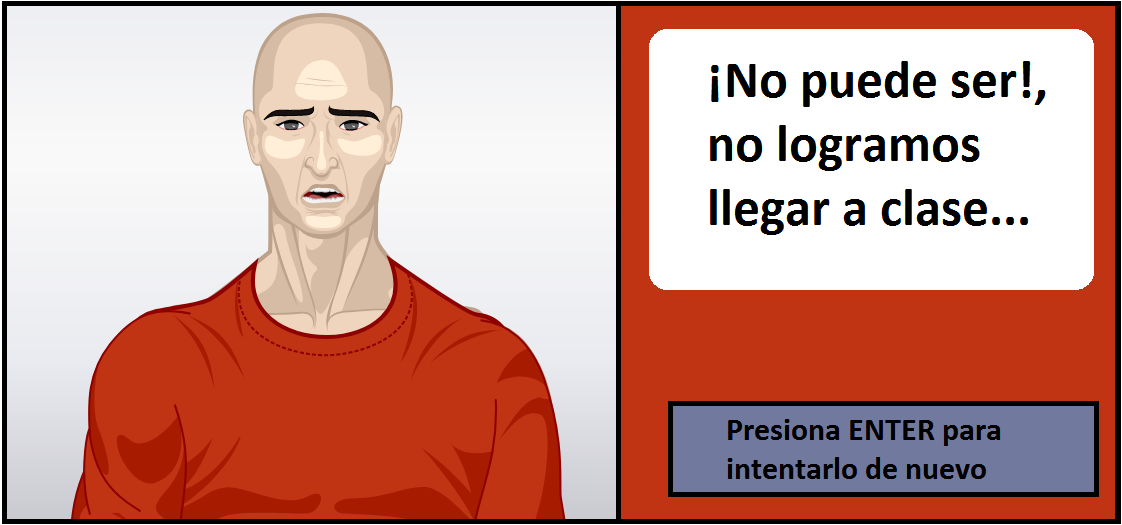 ¡No puede ser!,
no logramos
llegar a clase...
Presiona ENTER para
intentarlo de nuevo